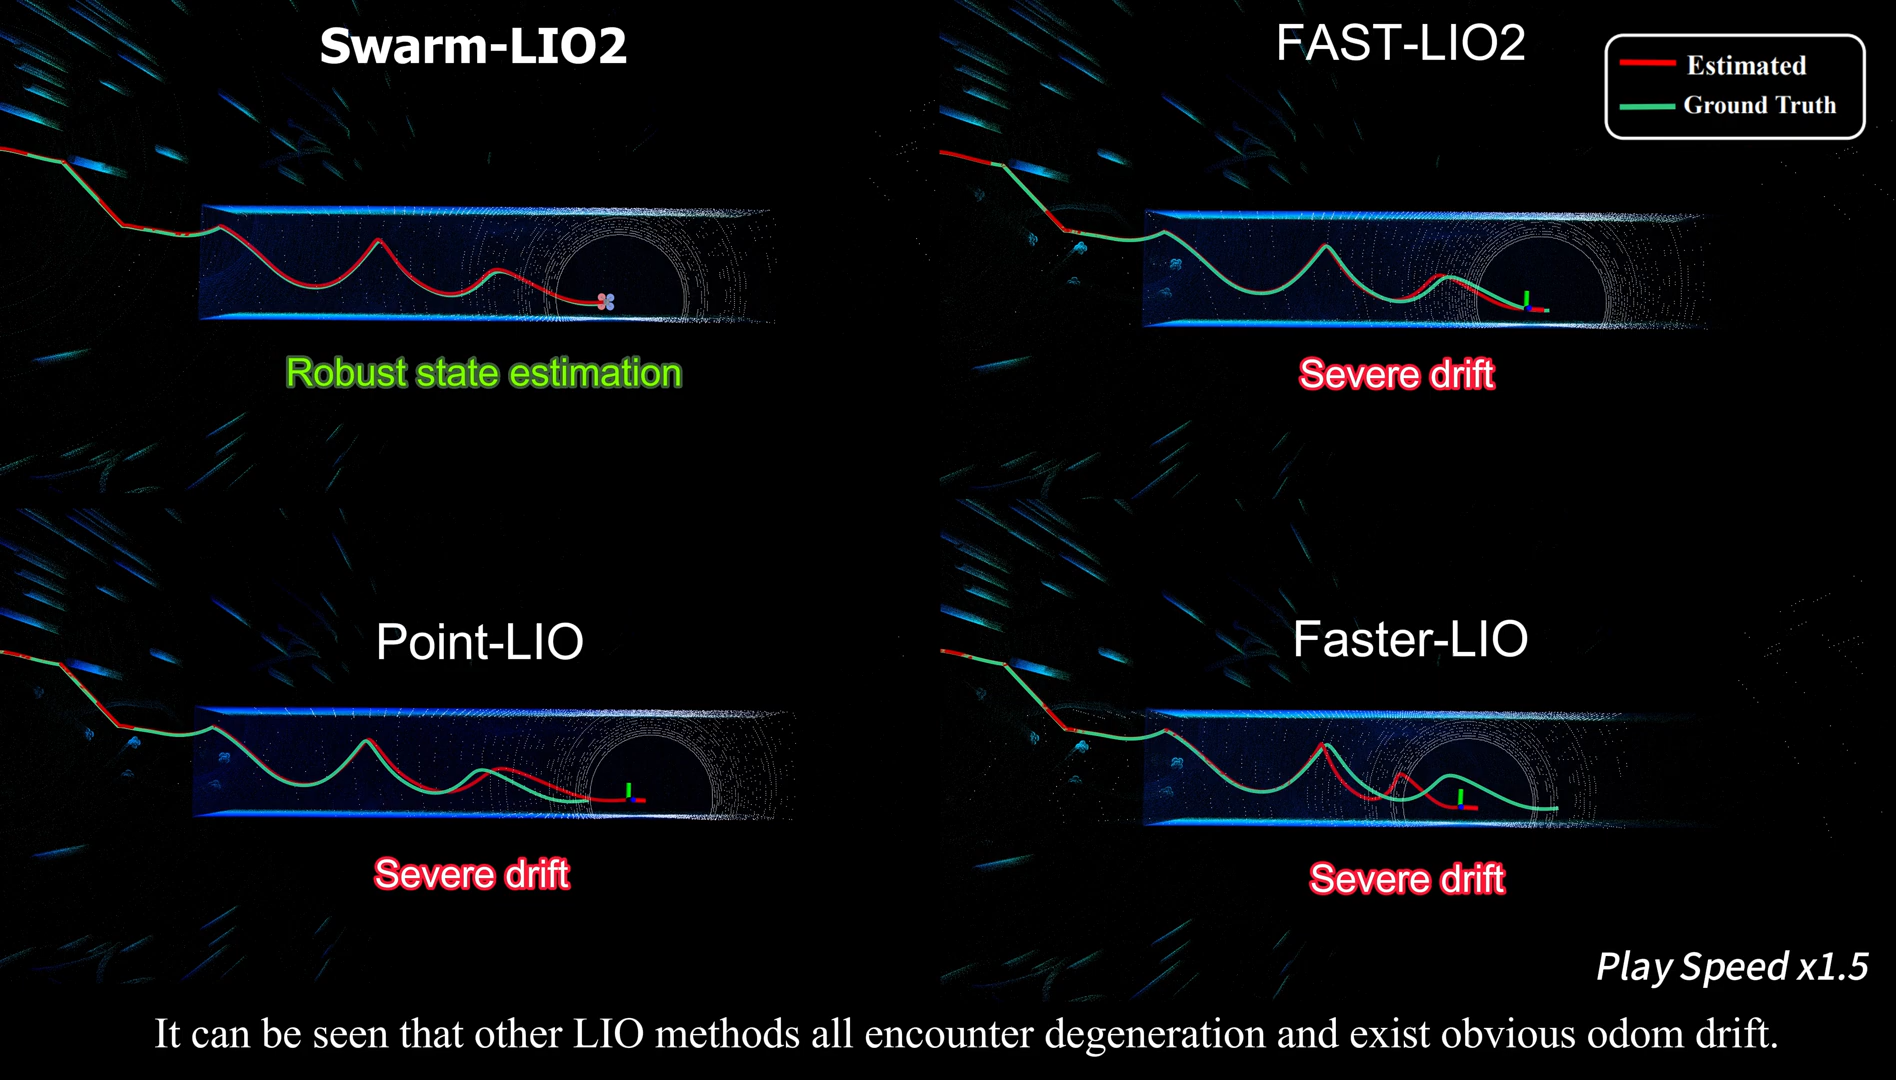 Swarm-LIO2
FAST-LIO2
Estimated
Ground Truth
Robust state estimation
Severe drift
Point-LIO
Faster-LIO
Severe drift
Severe drift
Play Speed x1.5
It can be seen that other LIO methods all encounter degeneration and exist obvious odom drift.